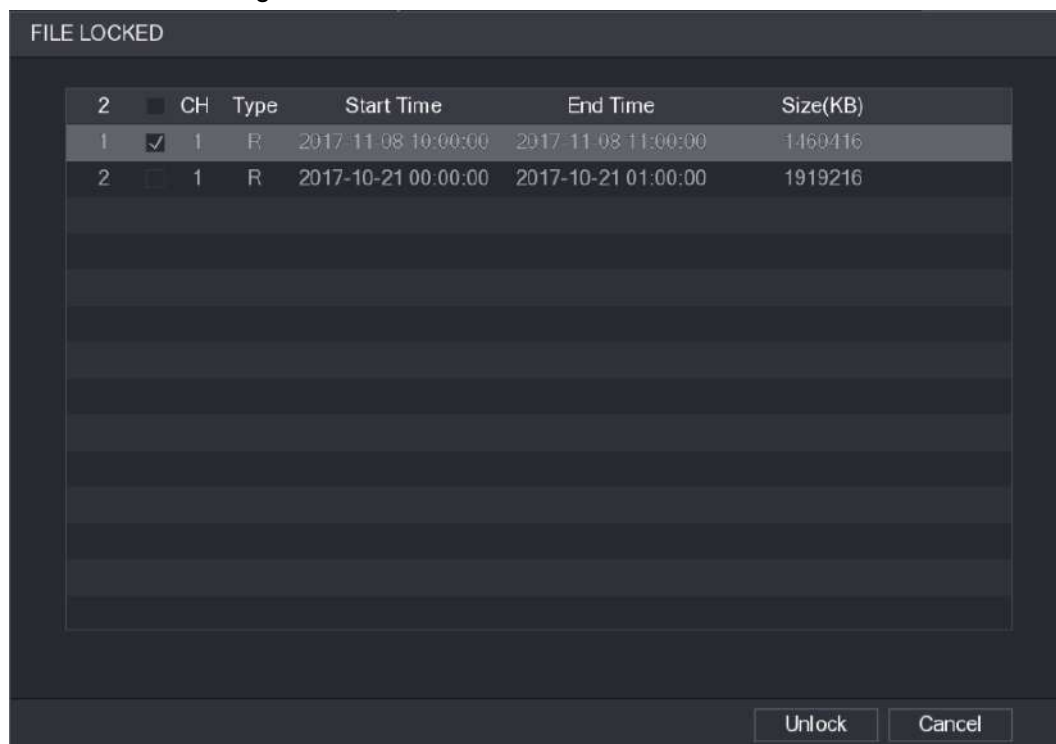 FILE LOCKED
2 CH Type Start Time End Time Size(KB)
1 1 R 2017-11-08 10:00:00 2017-11-08 11:00:00 1460416
2 1 R 2017-10-21 00:00:00 2017-10-21 01:00:00 1919216
Unlock Cancel